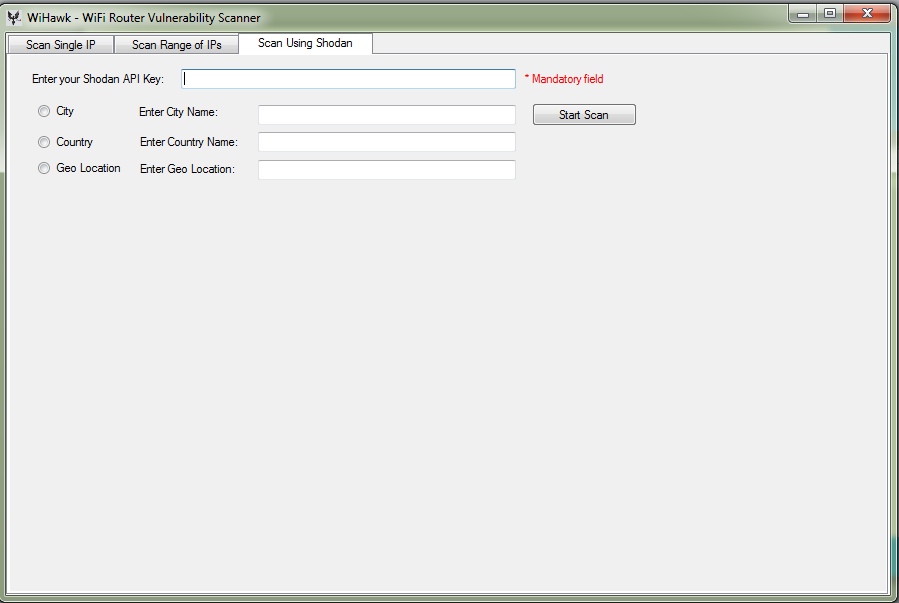 WiHawk - WiFi Router Vulnerability Scanner
Scan Single IP Scan Range of IPs Scan Using Shodan
Enter your Shodan API Key: * Mandatory field
City Enter City Name: Start Scan
Country Enter Country Name:
Geo Location Enter Geo Location: